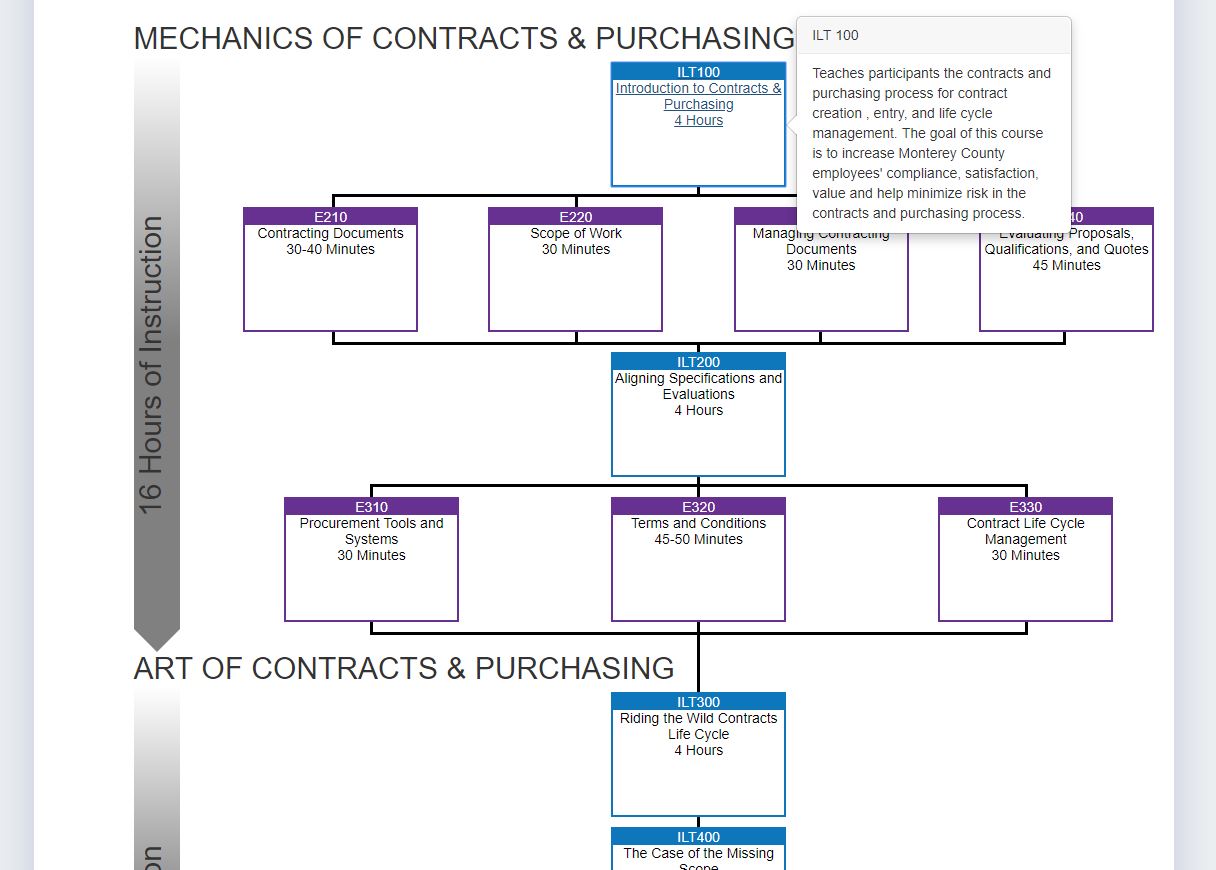 MECHANICS OF CONTRACTS & PURCHASING
ILT 100
Teaches participants the contracts and
purchasing process for contract
creation , entry, and life cycle
management. The goal of this course
is to increase Monterey County
employees' compliance, satisfaction,
value and help minimize risk in the
contracts and purchasing process.
ILT100
Introduction to Contracts &
Purchasing
4 Hours
16 Hours of Instruction
E210
Contracting Documents
30-40 Minutes
E220
Scope of Work
30 Minutes
Managing Contracting
Documents
30 Minutes
40
Evaluating Proposals,
Qualifications, and Quotes
45 Minutes
ILT200
Aligning Specifications and
Evaluations
4 Hours
E310
Procurement Tools and
Systems
30 Minutes
E320
Terms and Conditions
45-50 Minutes
E330
Contract Life Cycle
Management
30 Minutes
ART OF CONTRACTS & PURCHASING
ILT300
Riding the Wild Contracts
Life Cycle
4 Hours
ILT400
The Case of the Missing
Scope
on